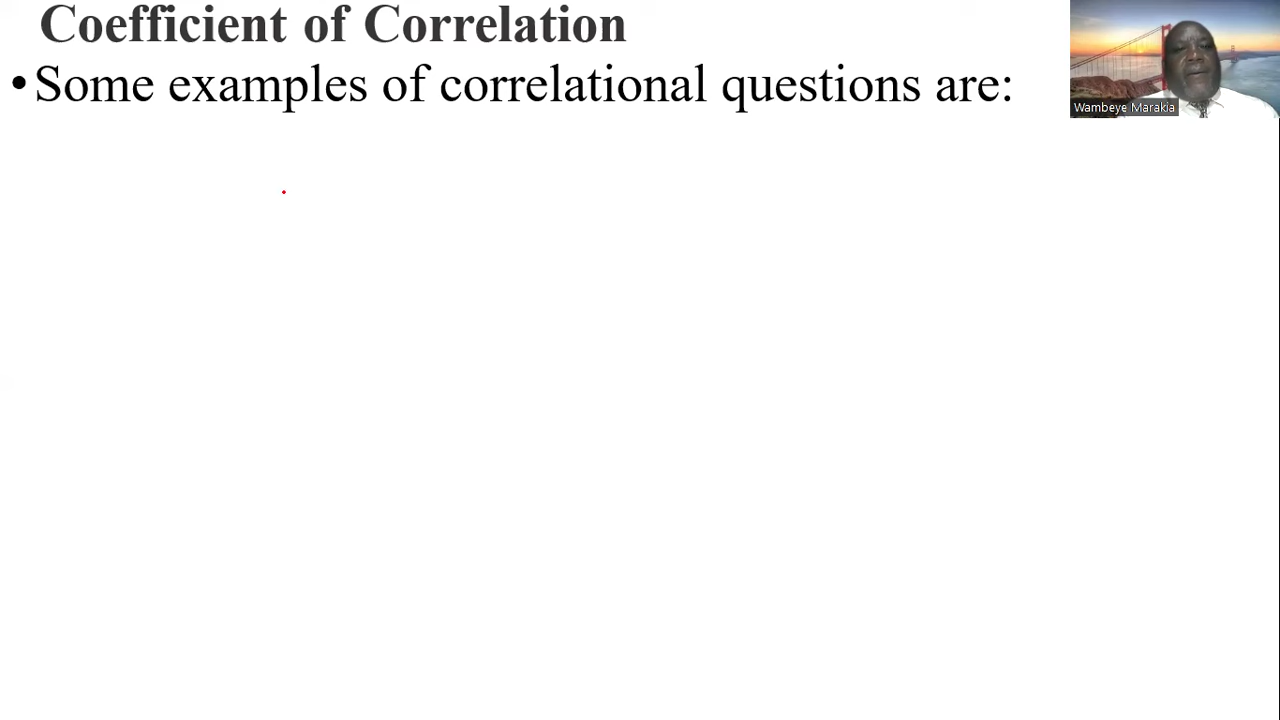 Coefficient of Correlation
•Some examples of correlational questions are:
Wambeye Marakia